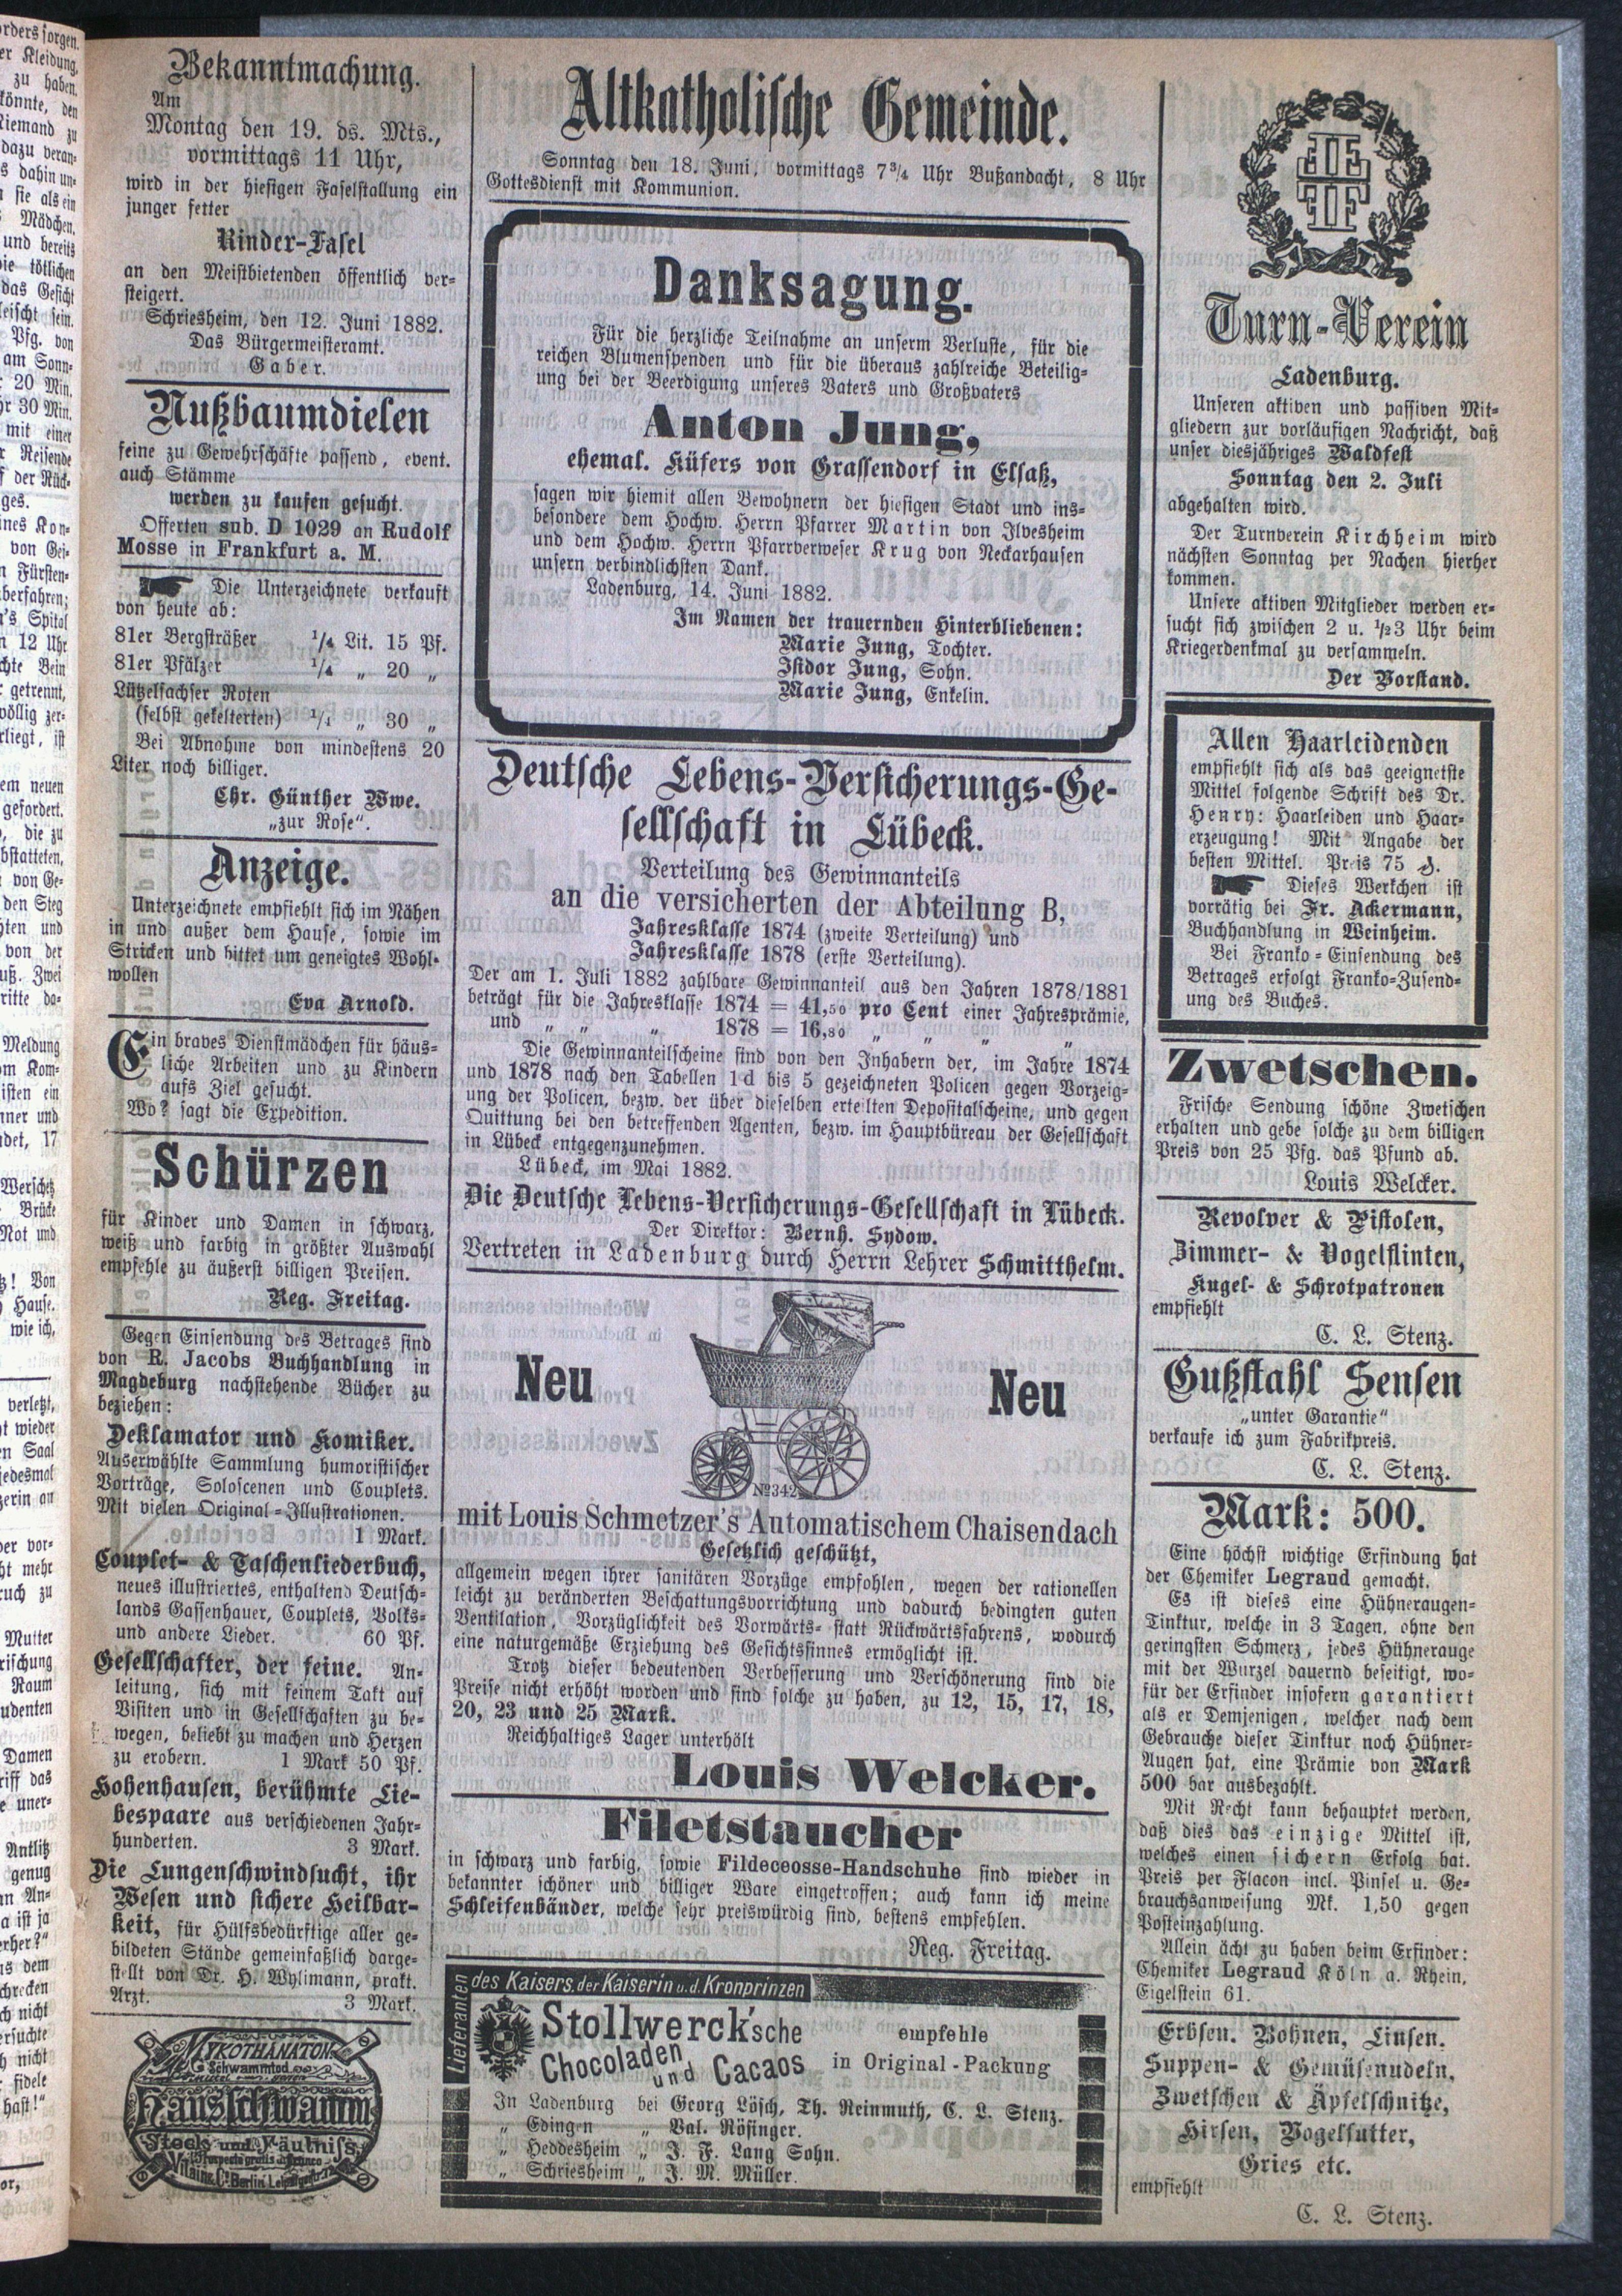 Bekanntmachung.
Am
Montag den 19. ds. Mts.,
vormittags 11 Uhr,
wird in der hiesigen Faselstallung ein
junger fetter
Rinder-Fasel
an den Meistbietenden öffentlich ver-
steigert.
Schriesheim, den 12. Juni 1882.
Das Bürgermeisteramt.
Gaber.
Nußbaumdielen
feine zu Gewehrschäfte passend, event.
auch Stämme
werden zu kaufen gesucht.
Offerten sub. D 1029 an Rudolf
Mosse in Frankfurt a. M.
Die Unterzeichnete verkauft
von heute ab:
81er Bergsträßer 1/4 Lit. 15 Pf.
81er Pfälzer 1/4 „ 20 „
Lützelsachser Roten
(selbst gekelterten) 1/4 „ 30 „
Bei Abnahme von mindestens 20
Liter noch billiger.
Chr. Günther Wwe.
„zur Rose“.
Anzeige.
Unterzeichnete empfiehlt sich im Nähen
in und außer dem Hause, sowie im
Stricken und bittet um geneigtes Wohl-
wollen
Eva Arnold.
Ein braves Dienstmädchen für häus-
liche Arbeiten und zu Kindern
aufs Ziel gesucht.
Wo? sagt die Expedition.
Schürzen
für Kinder und Damen in schwarz,
weiß und farbig in größter Auswahl
empfehle zu äußerst billigen Preisen.
Reg. Freitag.
Gegen Einsendung des Betrages sind
von R. Jacobs Buchhandlung in
Magdeburg nachstehende Bücher zu
beziehen:
Deklamator und Komiker.
Auserwählte Sammlung humoristischer
Vorträge, Soloscenen und Couplets.
Mit vielen Original-Illustrationen.
1 Mark.
Couplet- & Taschenliederbuch,
neues illustriertes, enthaltend Deutsch-
lands Gassenhauer, Couplets, Volks-
und andere Lieder. 60 Pf.
Gesellschafter, der feine. An-
leitung, sich mit feinem Takt auf
Visiten und in Gesellschaften zu be-
wegen, beliebt zu machen und Herzen
zu erobern. 1 Mark 50 Pf.
Hohenhausen, berühmte Lie-
bespaare aus verschiedenen Jahr-
hunderten. 3 Mark.
Die Lungenschwindsucht, ihr
Wesen und sichere Heilbar-
keit, für Hülfsbedürftige aller ge-
bildeten Stände gemeinfaßlich darge-
stellt von Dr. H. Wylimann, prakt.
Arzt. 3 Mark.
MYKOTHANATON
Schwammtod
Hausschwamm
Stock und Fäulniss,
Prospecte gratis u. franco
Vilain & Co. Berlin, Leipzigerstr.
Altkatholische Gemeinde.
Sonntag den 18. Juni, vormittags 7 3/4 Uhr Bußandacht, 8 Uhr
Gottesdienst mit Kommunion.
Danksagung.
Für die herzliche Teilnahme an unserm Verluste, für die
reichen Blumenspenden und für die überaus zahlreiche Beteilig-
ung bei der Beerdigung unseres Vaters und Großvaters
Anton Jung,
ehemal. Küfers von Grassendorf in Elsaß,
sagen wir hiemit allen Bewohnern der hiesigen Stadt und ins-
besondere dem Hochw. Herrn Pfarrer Martin von Ilvesheim
und dem Hochw. Herrn Pfarrverweser Krug von Neckarhausen
unsern verbindlichsten Dank.
Ladenburg, 14. Juni 1882.
Im Namen der trauernden Hinterbliebenen:
Marie Jung, Tochter.
Isidor Jung, Sohn.
Marie Jung, Enkelin.
Deutsche Lebens-Versicherungs-Ge-
sellschaft in Lübeck.
Verteilung des Gewinnanteils
an die versicherten der Abteilung B,
Jahresklasse 1874 (zweite Verteilung) und
Jahresklasse 1878 (erste Verteilung).
Der am 1. Juli 1882 zahlbare Gewinnanteil aus den Jahren 1878/1881
beträgt für die Jahresklasse 1874 = 41,50 pro Cent einer Jahresprämie,
und „ „ „ 1878 = 16,80 „ „ „ „
Die Gewinnanteilscheine sind von den Inhabern der, im Jahre 1874
und 1878 nach den Tabellen 1d bis 5 gezeichneten Policen gegen Vorzeig-
ung der Policen, bezw. der über dieselben erteilten Depositalscheine, und gegen
Quittung bei den betreffenden Agenten, bezw. im Hauptbüreau der Gesellschaft
in Lübeck entgegenzunehmen.
Lübeck, im Mai 1882.
Die Deutsche Lebens-Versicherungs-Gesellschaft in Lübeck.
Der Direktor: Bernh. Sydow.
Vertreten in Ladenburg durch Herrn Lehrer Schmitthelm.
Neu Neu
No 342
mit Louis Schmetzer's Automatischem Chaisendach
Gesetzlich geschützt,
allgemein wegen ihrer sanitären Vorzüge empfohlen, wegen der rationellen
leicht zu veränderten Beschattungsvorrichtung und dadurch bedingten guten
Ventilation, Vorzüglichkeit des Vorwärts- statt Rückwärtsfahrens, wodurch
eine naturgemäße Erziehung des Gesichtssinnes ermöglicht ist.
Trotz dieser bedeutenden Verbesserung und Verschönerung sind die
Preise nicht erhöht worden und sind solche zu haben, zu 12, 15, 17, 18,
20, 23 und 25 Mark.
Reichhaltiges Lager unterhölt
Louis Welcker.
Filetstaucher
in schwarz und farbig, sowie Fildeceosse-Handschuhe sind wieder in
bekannter schöner und billiger Ware eingetroffen; auch kann ich meine
Schleifenbänder, welche sehr preiswürdig sind, bestens empfehlen.
Reg. Freitag.
Lieferanten des Kaisers, der Kaiserin u. d. Kronprinzen
Stollwerck'sche
Chocoladen und Cacaos
empfehle
in Original-Packung
In Ladenburg bei Georg Lösch, Th. Reinmuth, C. L. Stenz.
„ Edingen „ Val. Rösinger.
„ Heddesheim „ J. F. Lang Sohn.
„ Schriesheim „ J. M. Müller.
Turn-Verein
Ladenburg.
Unseren aktiven und passiven Mit-
gliedern zur vorläufigen Nachricht, daß
unser diesjähriges Waldfest
Sonntag den 2. Juli
abgehalten wird.
Der Turnverein Kirchheim wird
nächsten Sonntag per Nachen hierher
kommen.
Unsere aktiven Mitglieder werden er-
sucht sich zwischen 2 u. 1/23 Uhr beim
Kriegerdenkmal zu versammeln.
Der Vorstand.
Allen Haarleidenden
empfiehlt sich als das geeignetste
Mittel folgende Schrift des Dr.
Henry: Haarleiden und Haar-
erzeugung! Mit Angabe der
besten Mittel. Preis 75 ₰.
Dieses Werkchen ist
vorrätig bei Fr. Ackermann,
Buchhandlung in Weinheim.
Bei Franko-Einsendung des
Betrages erfolgt Franko-Zusend-
ung des Buches.
Zwetschen.
Frische Sendung schöne Zwetschen
erhalten und gebe solche zu dem billigen
Preis von 25 Pfg. das Pfund ab.
Louis Welcker.
Revolver & Pistolen,
Zimmer- & Vogelflinten,
Kugel- & Schrotpatronen
empfiehlt
C. L. Stenz.
Gußstahl Sensen
„unter Garantie“
verkaufe ich zum Fabrikpreis.
C. L. Stenz.
Mark: 500.
Eine höchst wichtige Erfindung hat
der Chemiker Legraud gemacht.
Es ist dieses eine Hühneraugen-
Tinktur, welche in 3 Tagen, ohne den
geringsten Schmerz, jedes Hühnerauge
mit der Wurzel dauernd beseitigt, wo-
für der Erfinder insofern garantiert
als er Demjenigen, welcher nach dem
Gebrauche dieser Tinktur noch Hühner-
Augen hat, eine Prämie von Mark
500 bar ausbezahlt.
Mit Recht kann behauptet werden,
daß dies das einzige Mittel ist,
welches einen sichern Erfolg hat.
Preis per Flacon incl. Pinsel u. Ge-
brauchsanweisung Mk. 1,50 gegen
Posteinzahlung.
Allein ächt zu haben beim Erfinder:
Chemiker Legraud Köln a. Rhein,
Eigelstein 61.
Erbsen. Bohnen, Linsen.
Suppen- & Gemüsenudeln,
Zwetschen & Äpfelschnitze,
Hirsen, Vogelfutter,
Gries etc.
empfiehlt
C. L. Stenz.